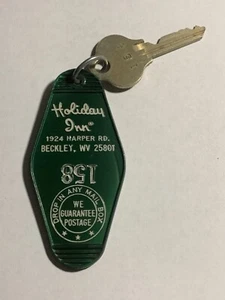 Holiday
Inn®
1924 HARPER RD.
BECKLEY, WV 25801
158
DROP IN ANY MAIL BOX
WE
GUARANTEE
POSTAGE